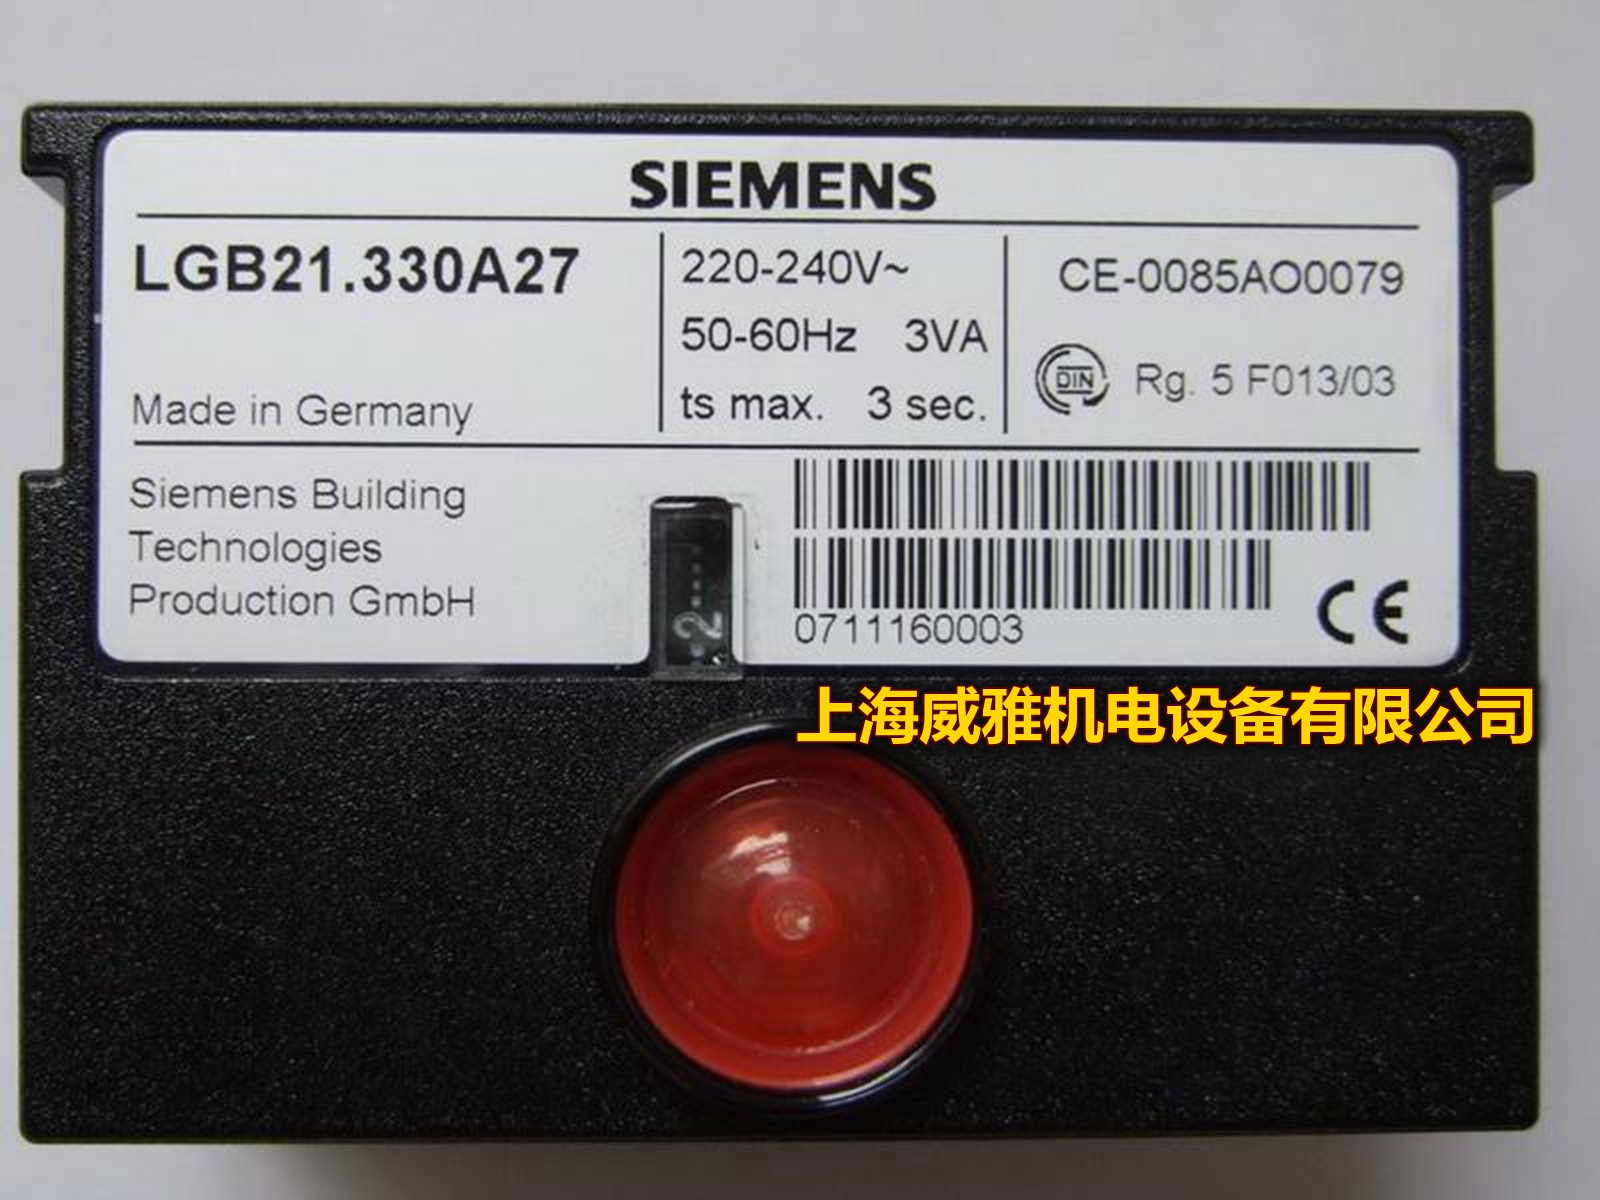 SIEMENS
LGB21.330A27
Made in Germany
220-240V~
50-60Hz 3VA
ts max. 3 sec.
CE-0085AO0079
DIN Rg. 5 F013/03
Siemens Building
Technologies
Production GmbH
2
0711160003
CE
上海威雅机电设备有限公司